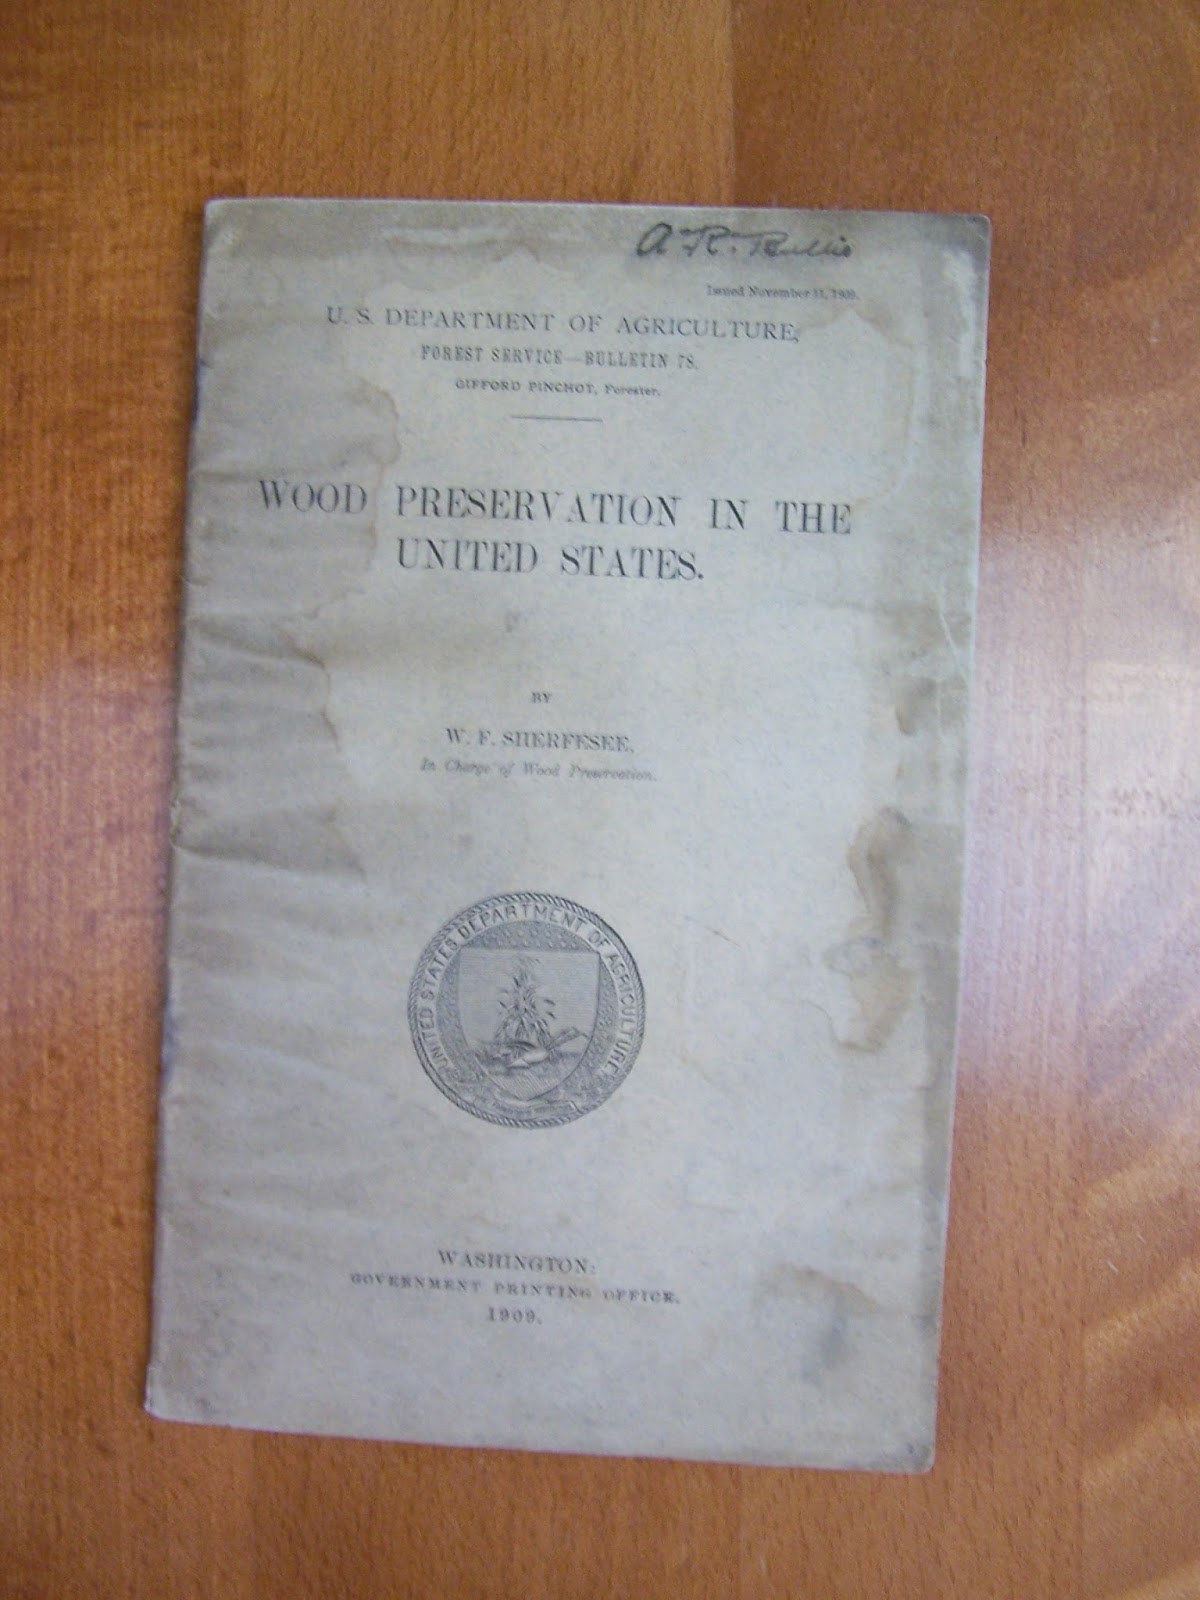 A. R.
Issued November 11, 1909.
U. S. DEPARTMENT OF AGRICULTURE,
FOREST SERVICE—BULLETIN 78.
GIFFORD PINCHOT, Forester.
WOOD PRESERVATION IN THE
UNITED STATES.
BY
W. F. SHERFESEE,
In Charge of Wood Preservation.
UNITED STATES DEPARTMENT OF AGRICULTURE
WASHINGTON:
GOVERNMENT PRINTING OFFICE.
1909.